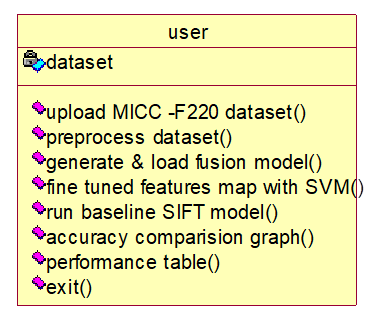 user
dataset
upload MICC -F220 dataset()
preprocess dataset()
generate & load fusion model()
fine tuned features map with SVM()
run baseline SIFT model()
accuracy comparision graph()
performance table()
exit()